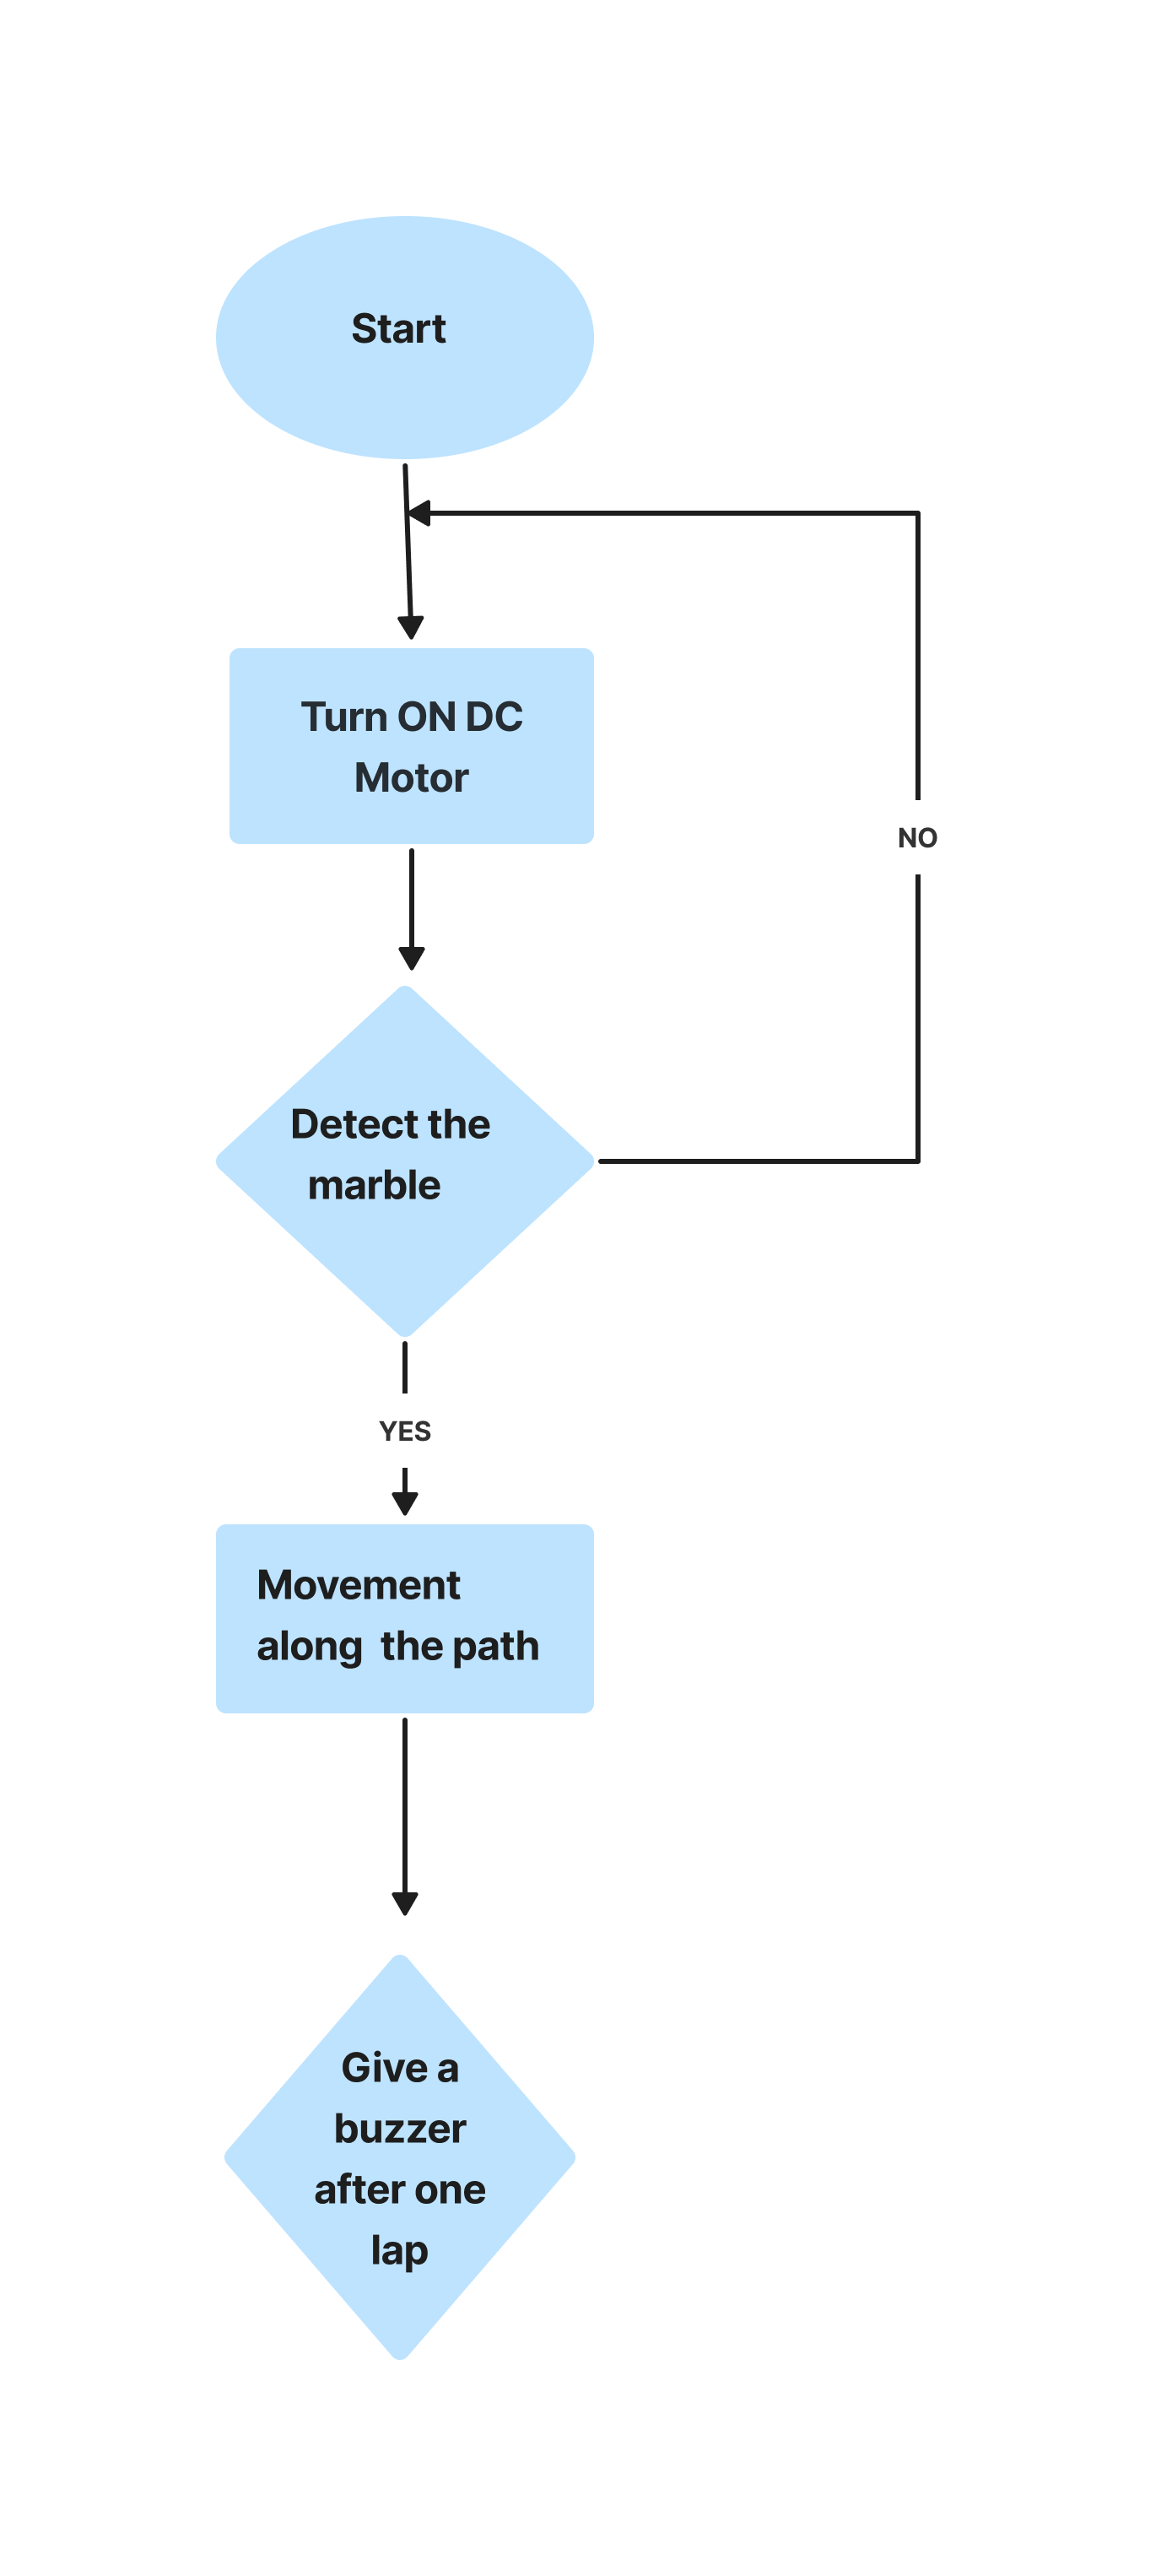 Start
Turn ON DC
Motor
NO
Detect the
marble
YES
Movement
along  the path
Give a
buzzer
after one
lap